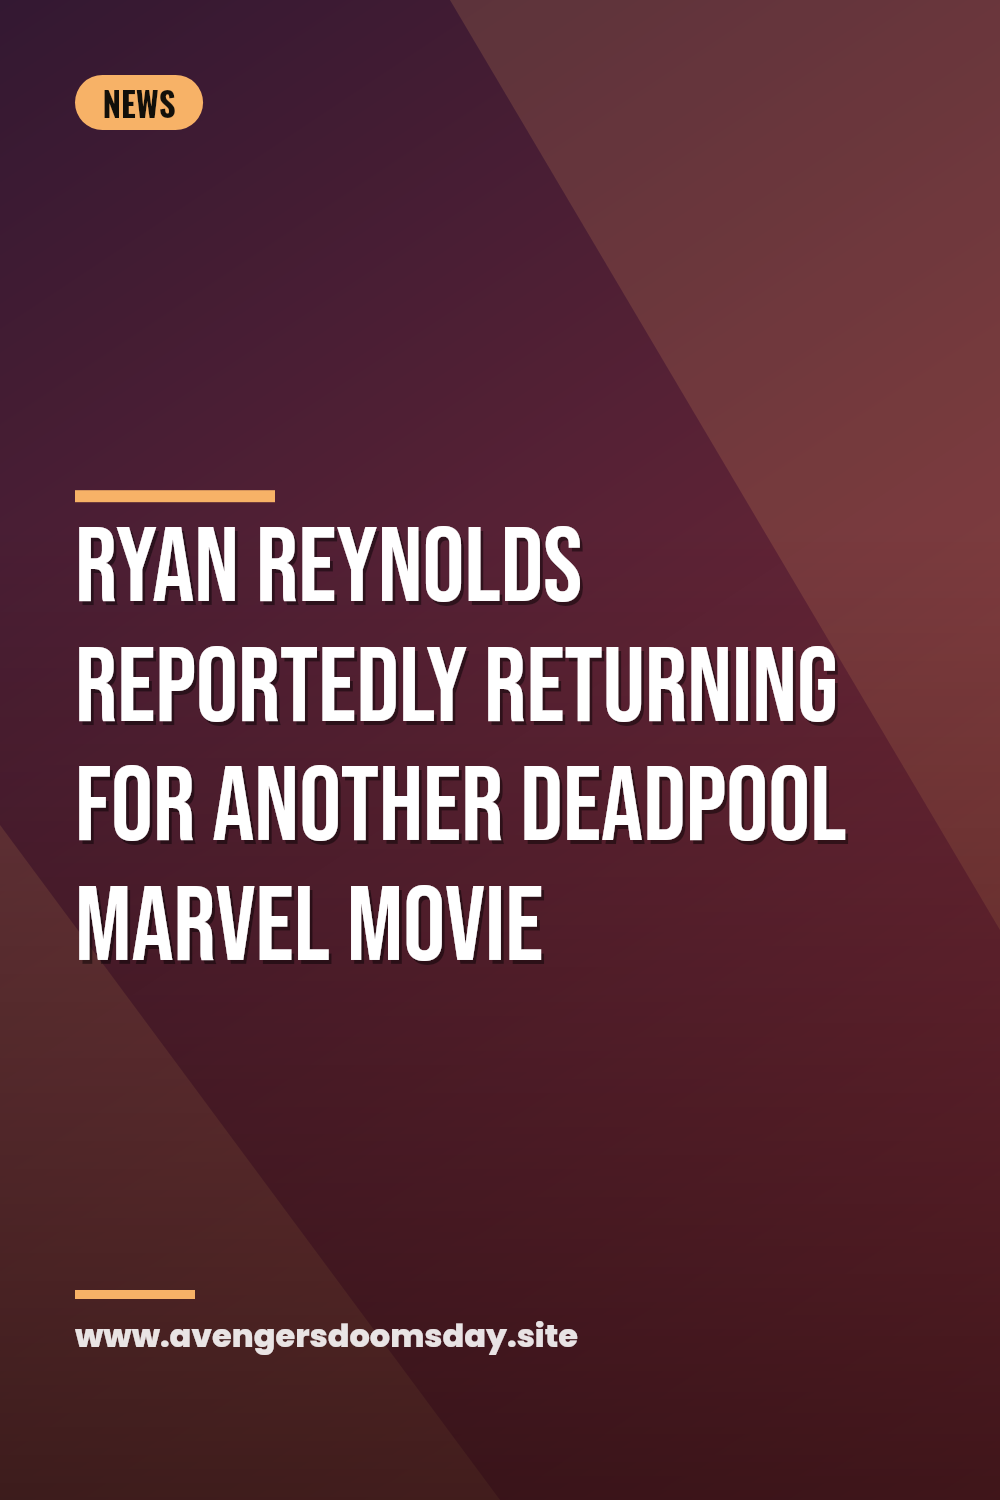 NEWS
RYAN REYNOLDS
REPORTEDLY RETURNING
FOR ANOTHER DEADPOOL
MARVEL MOVIE
www.avengersdoomsday.site